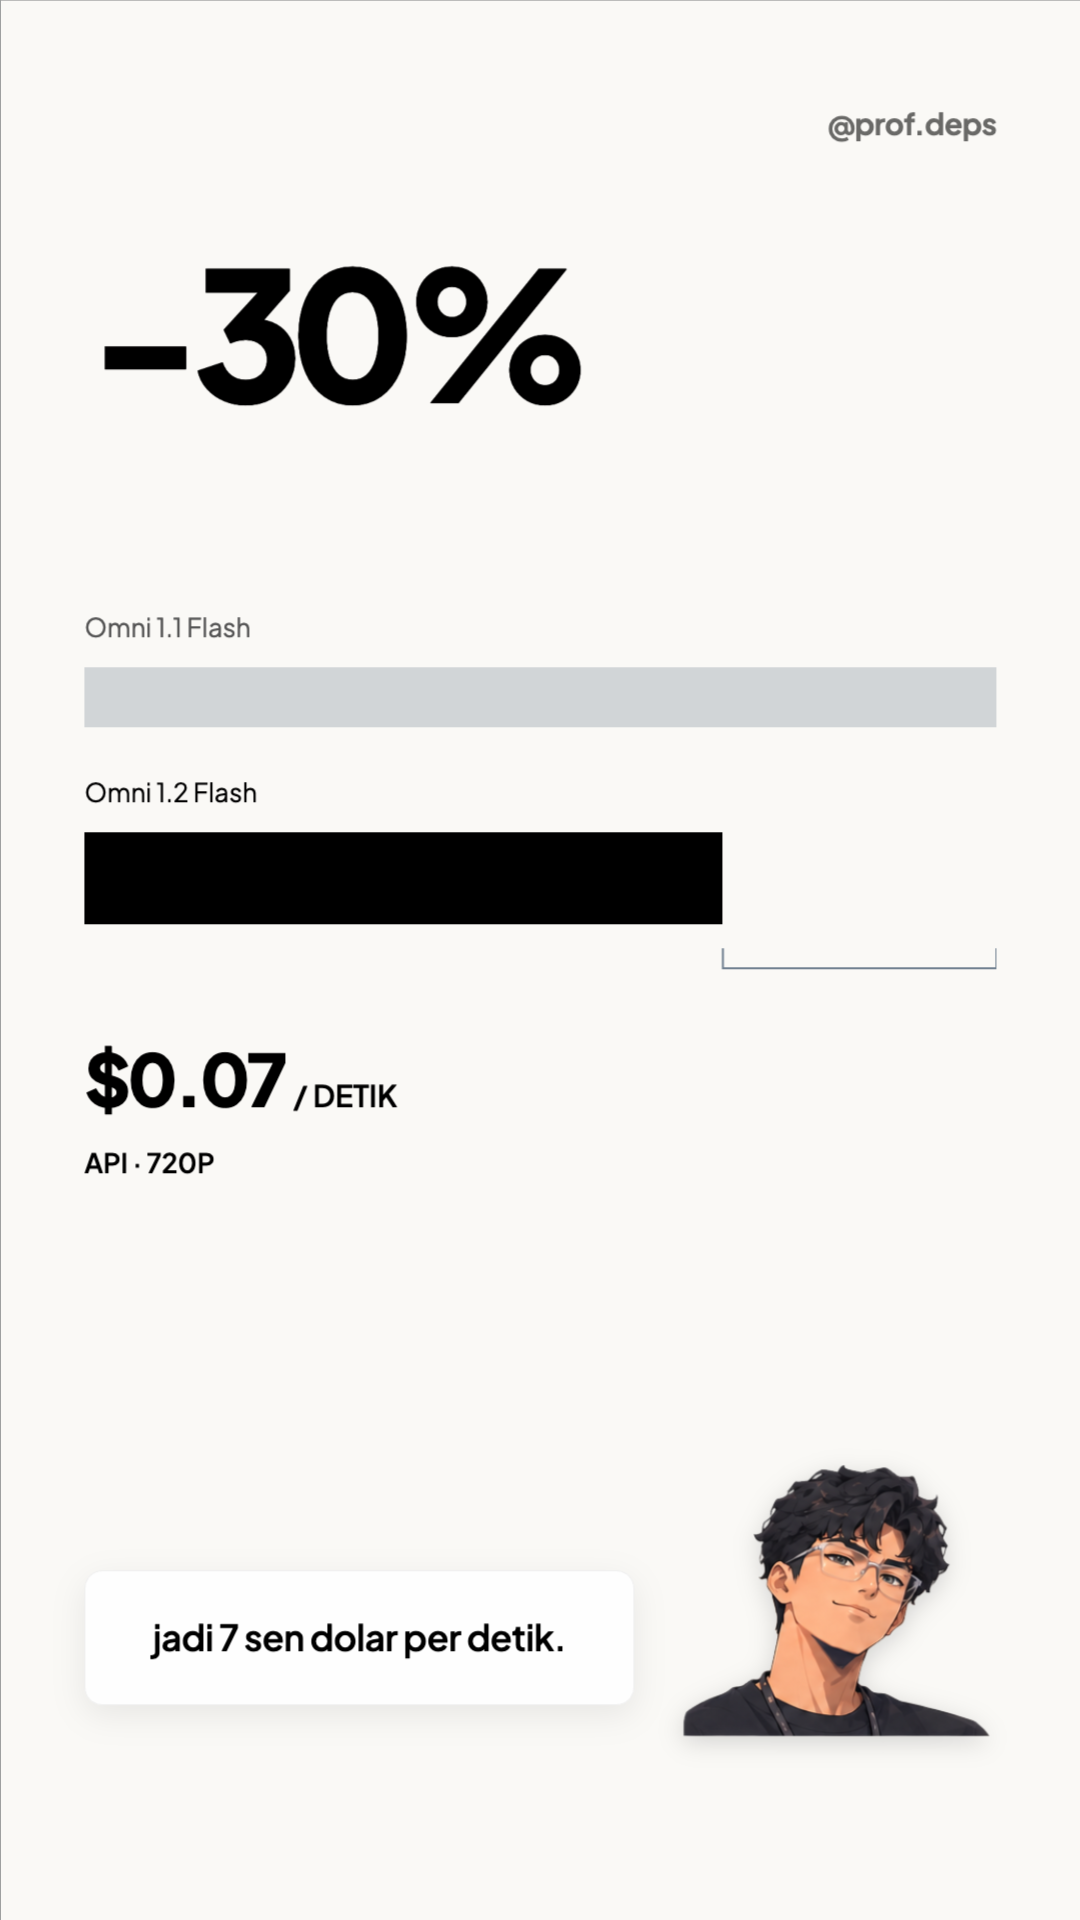 @prof.deps
-30%
Omni 1.1 Flash
Omni 1.2 Flash
$0.07 / DETIK
API · 720P
jadi 7 sen dolar per detik.